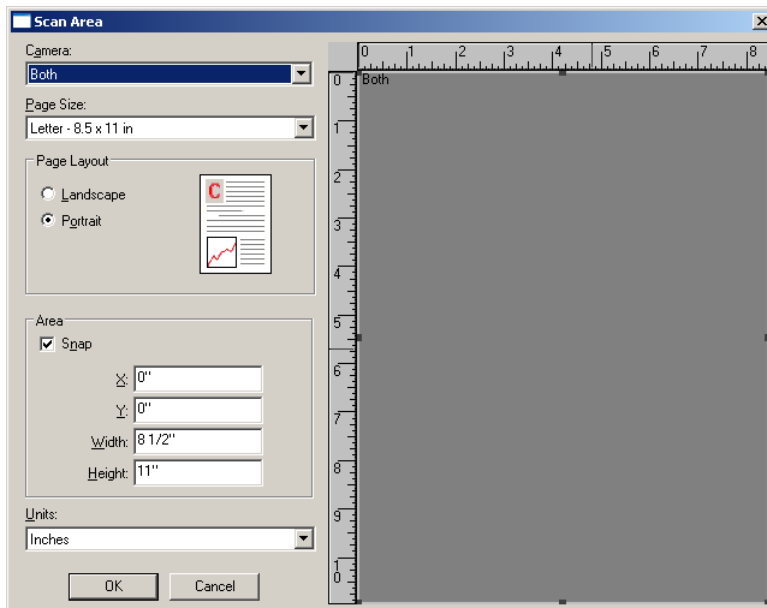 Scan Area
Camera:
Both
Page Size:
Letter - 8.5 x 11 in
Page Layout
Landscape
Portrait
C
Area
Snap
X: 0"
Y: 0"
Width: 8 1/2"
Height: 11"
Units:
Inches
OK Cancel
0 1 2 3 4 5 6 7 8
0
Both
1
2
3
4
5
6
7
8
9
10